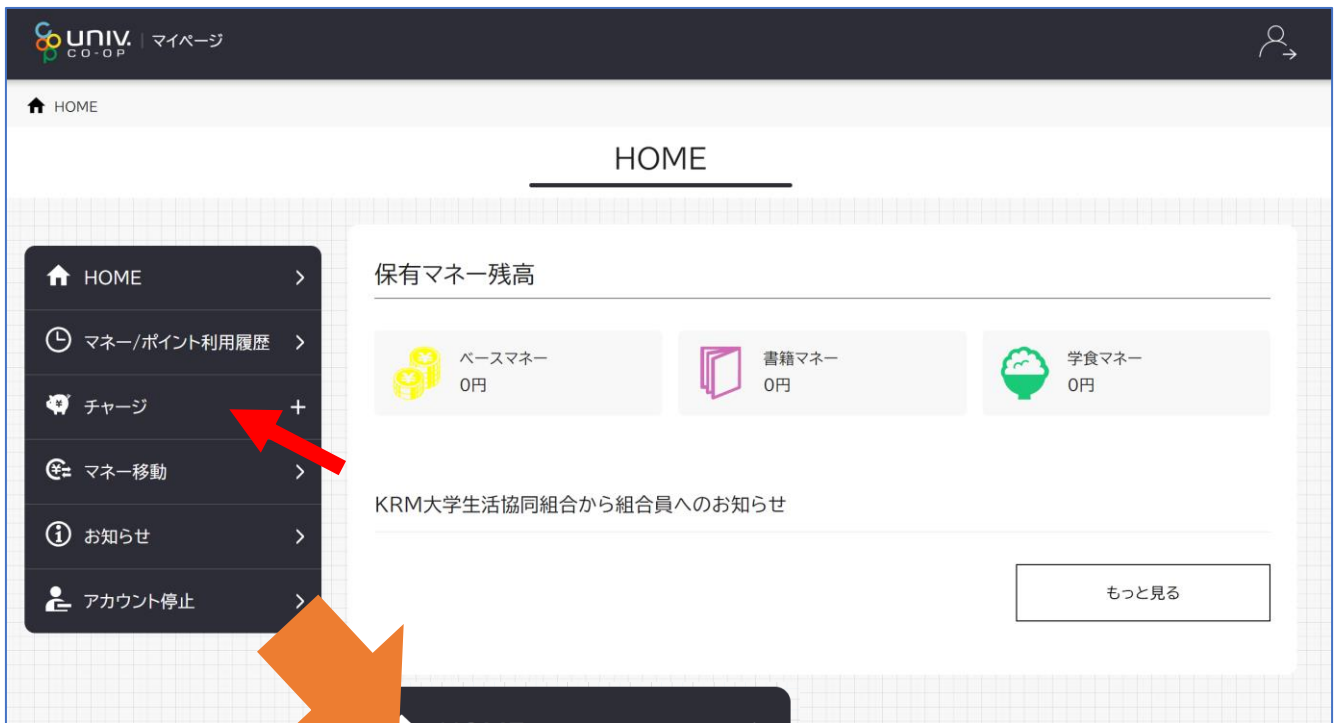 UNIV. CO-OP | マイページ
HOME
HOME
HOME
マネー/ポイント利用履歴
チャージ
マネー移動
お知らせ
アカウント停止
保有マネー残高
ベースマネー
0円
書籍マネー
0円
学食マネー
0円
KRM大学生活協同組合から組合員へのお知らせ
もっと見る